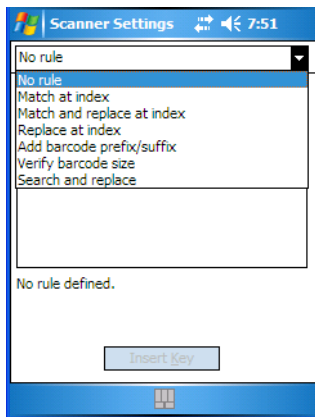 Scanner Settings 7:51
No rule
No rule
Match at index
Match and replace at index
Replace at index
Add barcode prefix/suffix
Verify barcode size
Search and replace
No rule defined.
Insert Key